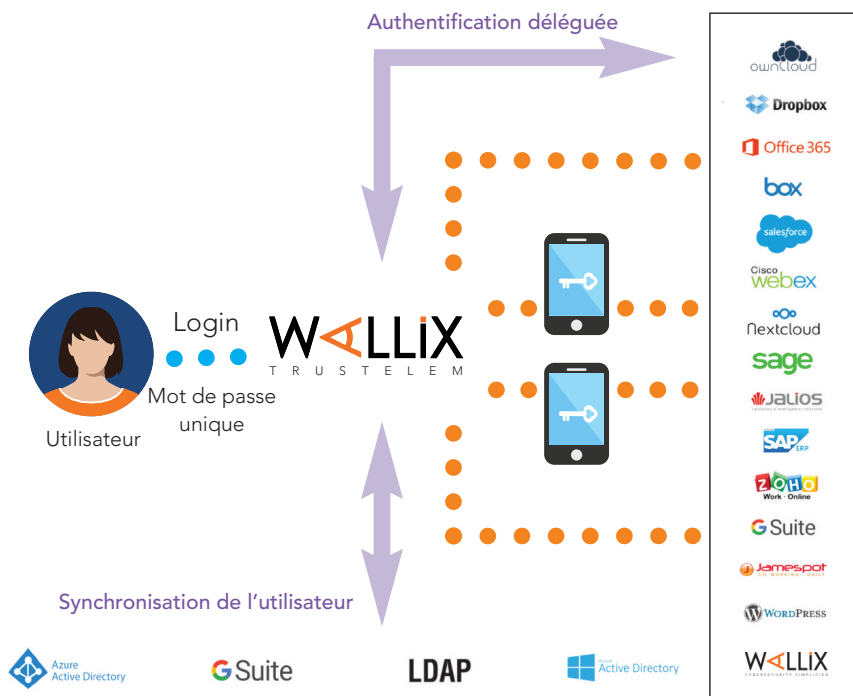 Authentification déléguée
ownCloud
Dropbox
Office 365
box
salesforce
Cisco
webex
Nextcloud
sage
Jalios
SAP ERP
ZOHO
Work · Online
G Suite
Jamespot
WORDPRESS
WALLiX
CYBERSECURITY SIMPLIFIED
Login
Mot de passe
unique
Utilisateur
WALLiX
TRUSTELEM
Synchronisation de l’utilisateur
Azure
Active Directory
G Suite
LDAP
Active Directory